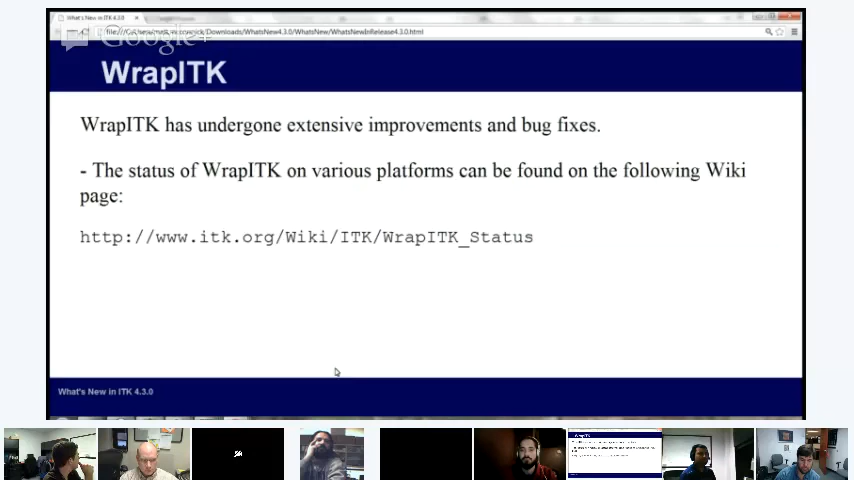 What's New in ITK 4.3.0
Google+
WrapITK
WrapITK has undergone extensive improvements and bug fixes.
- The status of WrapITK on various platforms can be found on the following Wiki
page:
http://www.itk.org/Wiki/ITK/WrapITK_Status
What's New in ITK 4.3.0
WrapITK